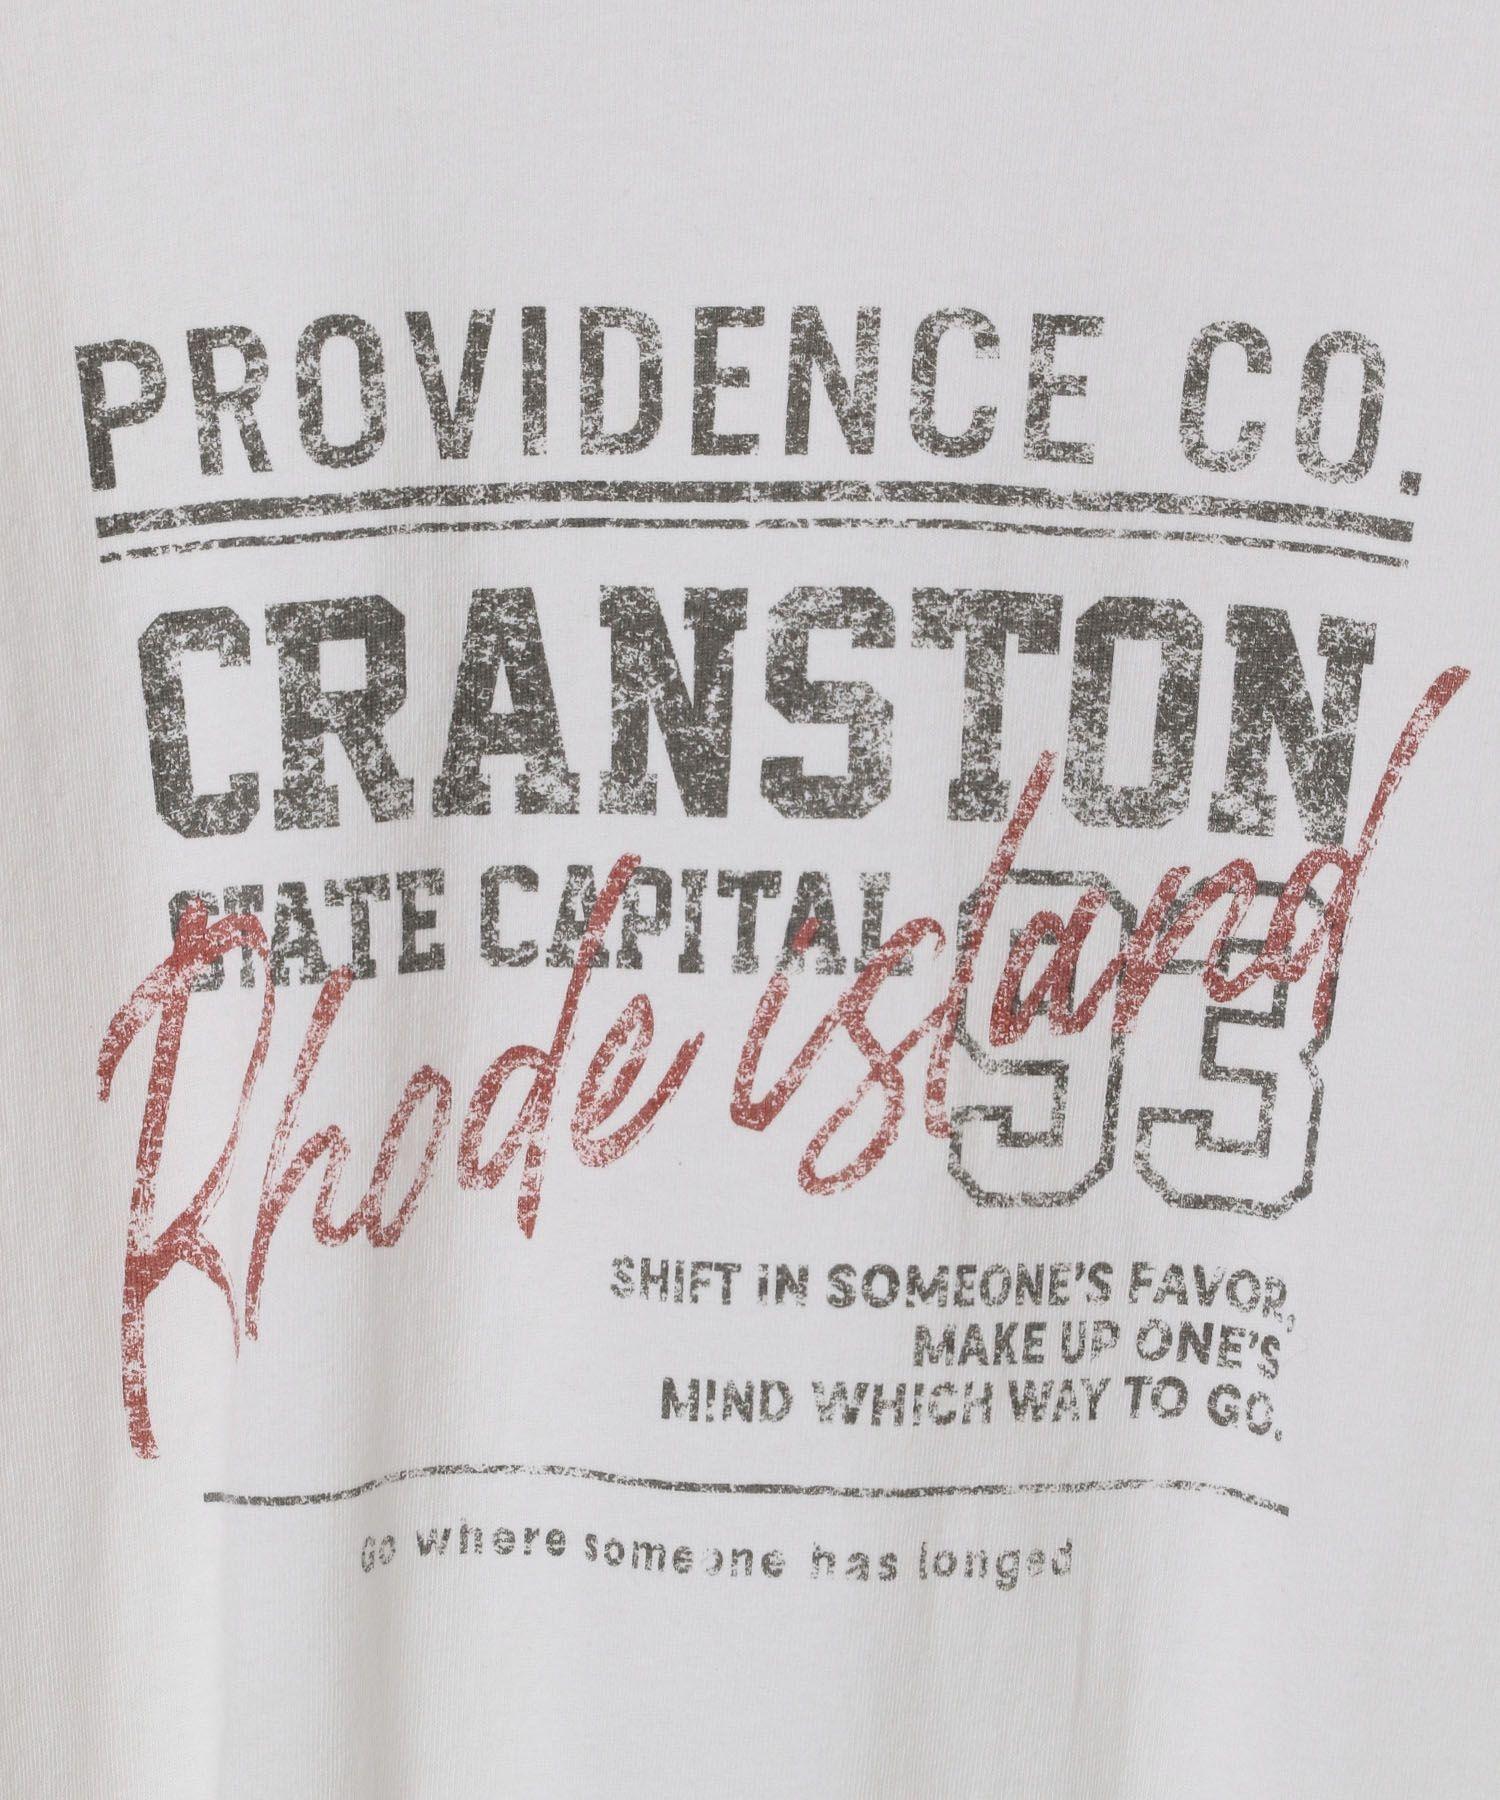 PROVIDENCE CO.
CRANSTON
STATE CAPITAL 93
Rhode island
SHIFT iN SOMEONE'S FAVOR,
MAKE UP ONE'S
MIND WHICH WAY TO GO.
Go where someone has longed